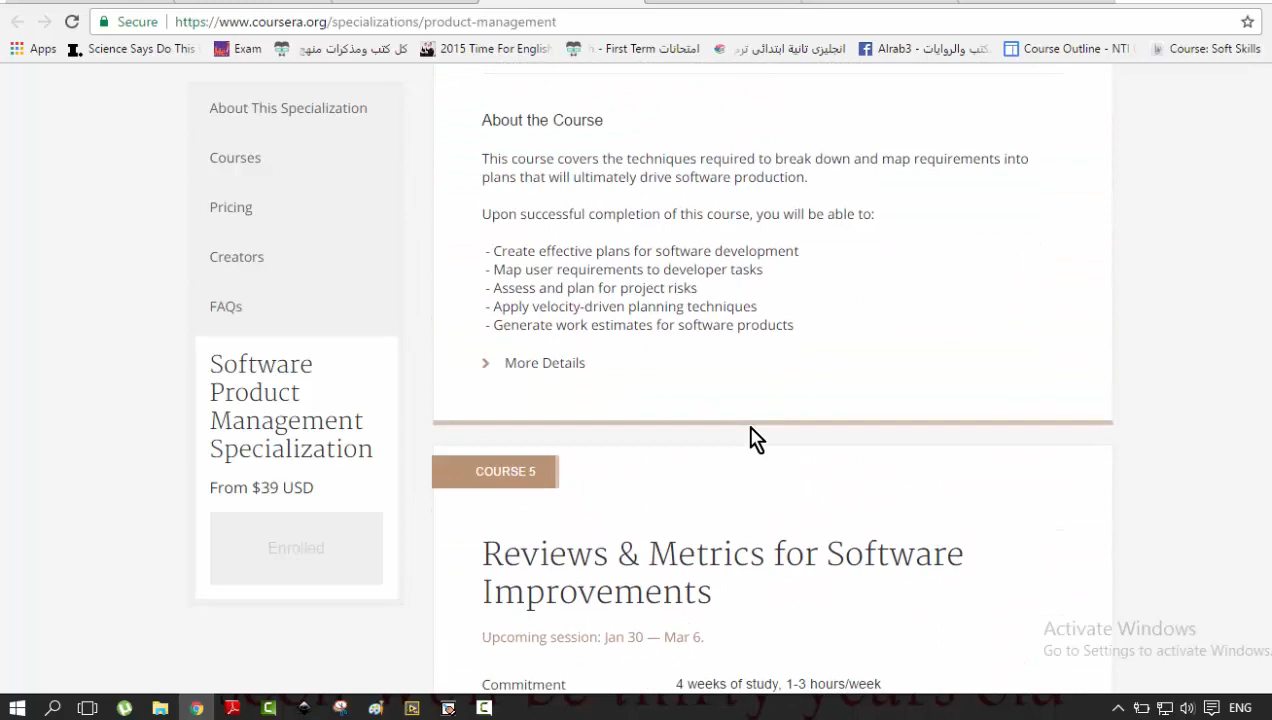 Secure
https://www.coursera.org/specializations/product-management
Apps
Science Says Do This
Exam
كل كتب ومذكرات منهج
2015 Time For English
امتحانات First Term -
انجليزى ثانية ابتدائى تره
Alrab3 - كتب والروايات
Course Outline - NTI
Course: Soft Skills
About This Specialization
Courses
Pricing
Creators
FAQs
Software
Product
Management
Specialization
From $39 USD
Enrolled
About the Course
This course covers the techniques required to break down and map requirements into
plans that will ultimately drive software production.
Upon successful completion of this course, you will be able to:
- Create effective plans for software development
- Map user requirements to developer tasks
- Assess and plan for project risks
- Apply velocity-driven planning techniques
- Generate work estimates for software products
More Details
COURSE 5
Reviews & Metrics for Software
Improvements
Upcoming session: Jan 30 — Mar 6.
Commitment
4 weeks of study, 1-3 hours/week
Activate Windows
Go to Settings to activate Windows.
ENG